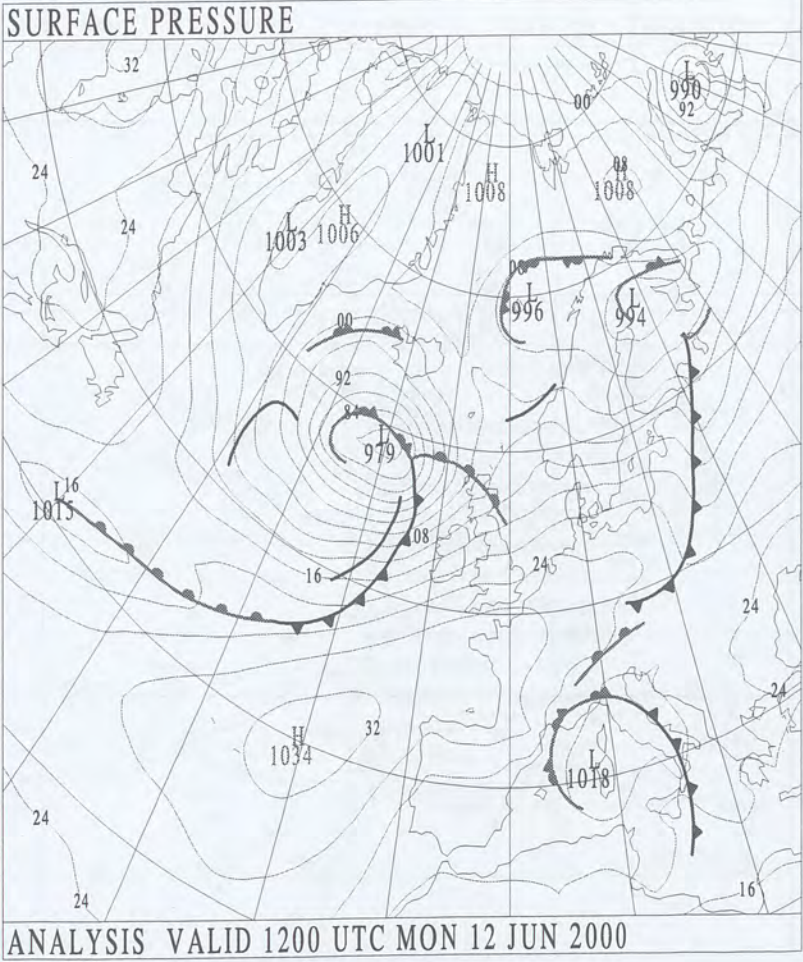 SURFACE PRESSURE
32
L
990
92
00
L
1001
24
H
1008
08
H
1008
24
L
1003
H
1006
00
L
996
L
994
00
92
84
L
979
L 16
1015
08
16
24
24
24
H
1034
32
L
1018
24
24
16
ANALYSIS VALID 1200 UTC MON 12 JUN 2000